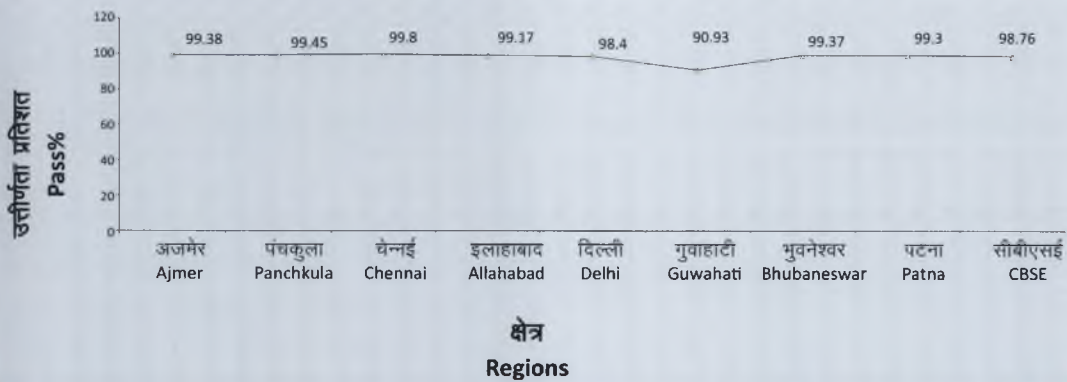 120
99.38 99.45 99.8 99.17 98.4 90.93 99.37 99.3 98.76
100
80
60
40
20
0
उत्तीर्णता प्रतिशत
Pass%
अजमेर पंचकुला चेन्नई इलाहाबाद दिल्ली गुवाहाटी भुवनेश्वर पटना सीबीएसई
Ajmer Panchkula Chennai Allahabad Delhi Guwahati Bhubaneswar Patna CBSE
क्षेत्र
Regions